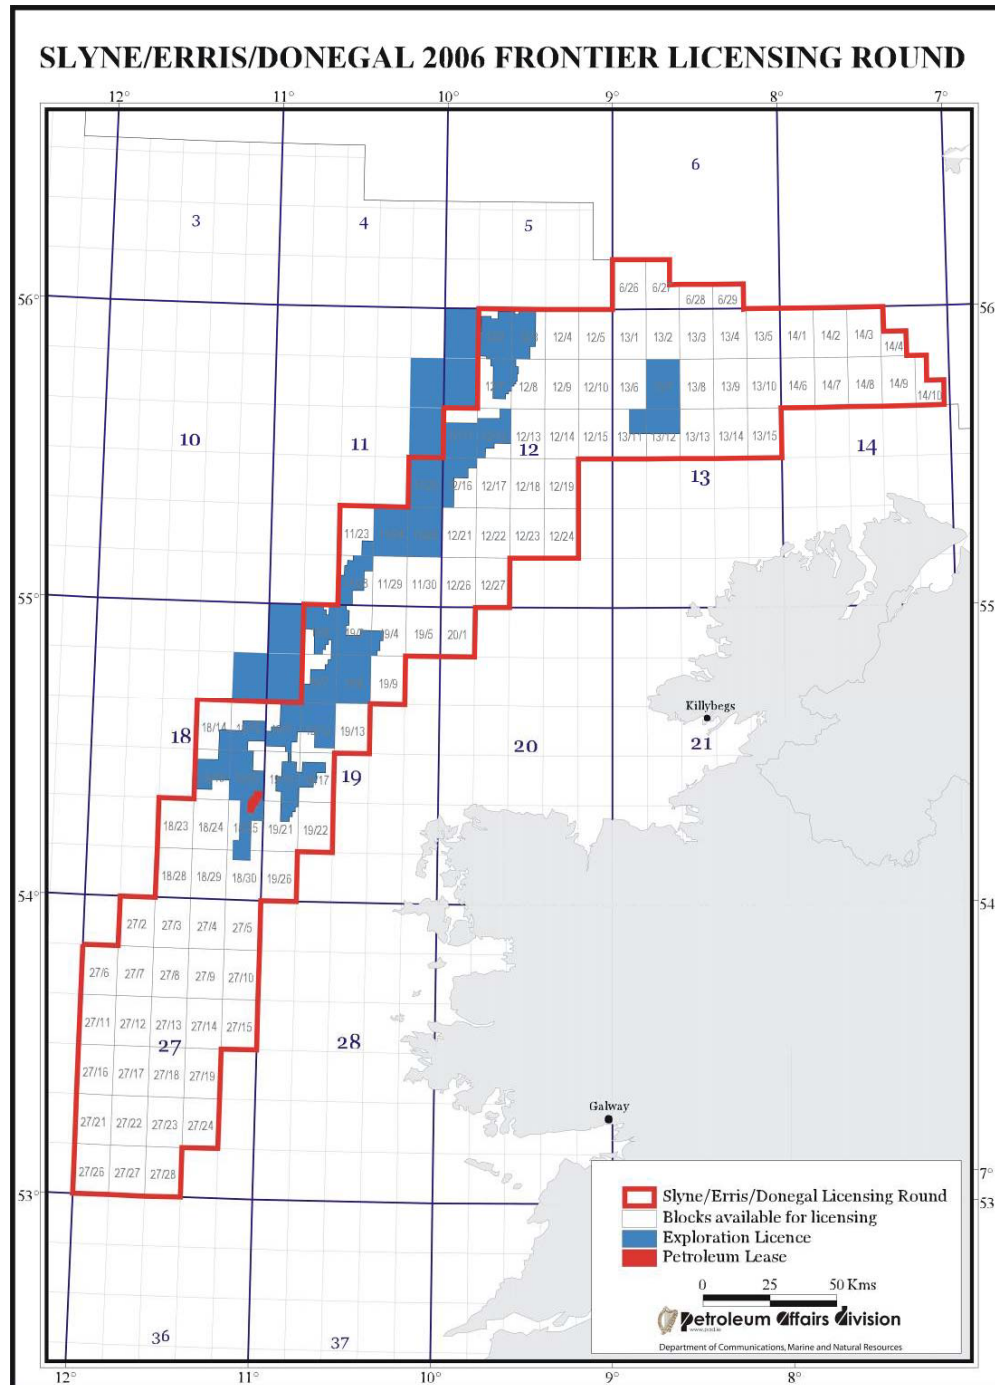 SLYNE/ERRIS/DONEGAL 2006 FRONTIER LICENSING ROUND
12° 11° 10° 9° 8° 7°
6
3 4 5
56° 56°
6/26 6/27
6/28 6/29
12/4 12/5 13/1 13/2 13/3 13/4 13/5 14/1 14/2 14/3 14/4
12/8 12/9 12/10 13/6 13/8 13/9 13/10 14/6 14/7 14/8 14/9 14/10
10 11 12 13 14
12/13 12/14 12/15 13/11 13/12 13/13 13/14 13/15
12/17 12/18 12/19
11/23 12/21 12/22 12/23 12/24
11/29 11/30 12/26 12/27
55° 55
19/5 20/1
19/9
Killybegs
18/14 19/13
18 19 20 21
18/23 18/24 19/21 19/22
18/28 18/29 18/30 19/26
54° 54
27/2 27/3 27/4 27/5
27/6 27/7 27/8 27/9 27/10
27/11 27/12 27/13 27/14 27/15
27 28
27/16 27/17 27/18 27/19
27/21 27/22 27/23 27/24
Galway
27/26 27/27 27/28
53° 7° 53
Slyne/Erris/Donegal Licensing Round
Blocks available for licensing
Exploration Licence
Petroleum Lease
0 25 50 Kms
Petroleum Affairs Division
Department of Communications, Marine and Natural Resources
36 37
12° 11° 10° 9° 8°